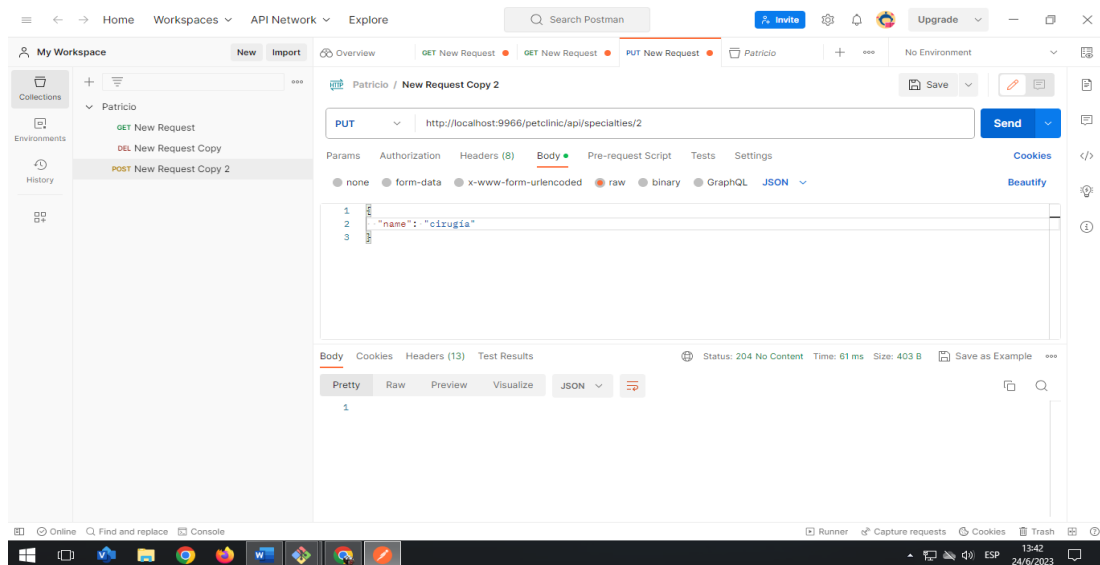 Home Workspaces API Network Explore Search Postman Invite Upgrade
My Workspace New Import Overview GET New Request GET New Request PUT New Request Patricio No Environment
Collections
Environments
History
Patricio
GET New Request
DEL New Request Copy
POST New Request Copy 2
HTTP Patricio / New Request Copy 2 Save
PUT http://localhost:9966/petclinic/api/specialties/2 Send
Params Authorization Headers (8) Body Pre-request Script Tests Settings Cookies
none form-data x-www-form-urlencoded raw binary GraphQL JSON Beautify
1 {
2 "name": "cirugía"
3 }
Body Cookies Headers (13) Test Results Status: 204 No Content Time: 61 ms Size: 403 B Save as Example
Pretty Raw Preview Visualize JSON
1
Online Find and replace Console Runner Capture requests Cookies Trash
ESP 13:42
24/6/2023